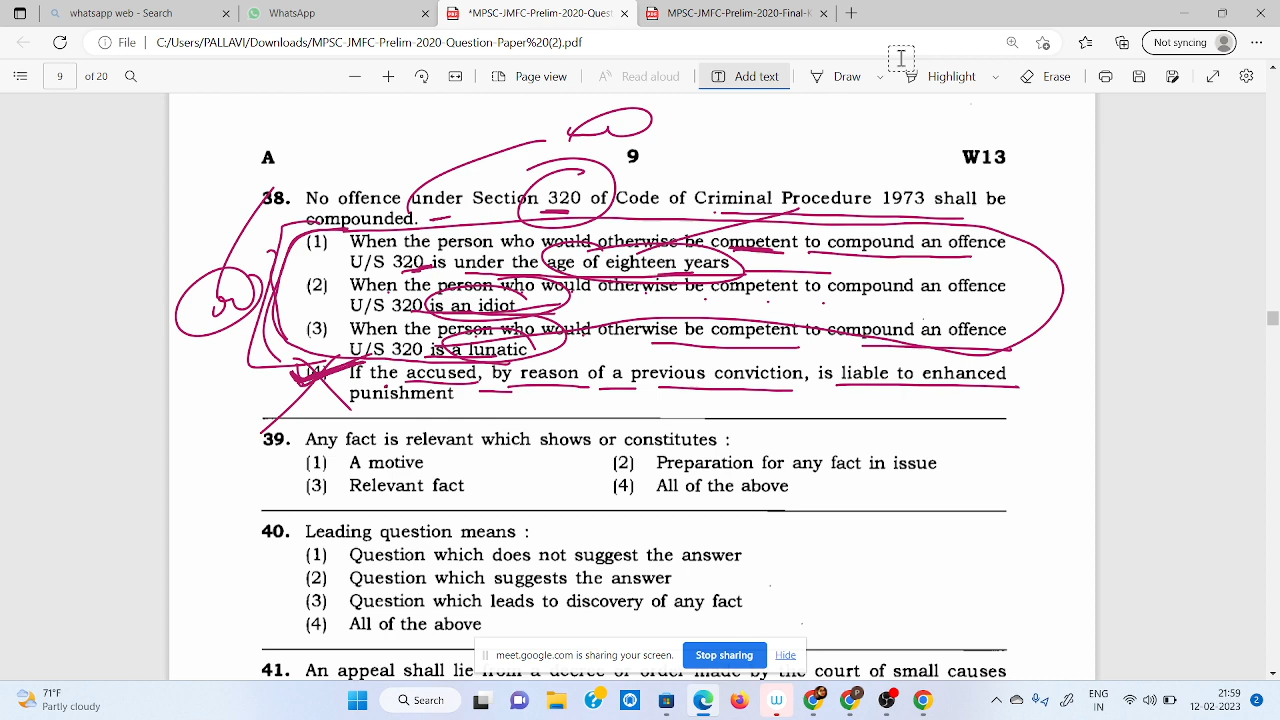 whatsapp web - Search
WhatsApp
*MPSC-JMFC-Prelim-2020-Quest
MPSC-JMFC-Prelim-2020-Final-K
File
C:/Users/PALLAVI/Downloads/MPSC_JMFC-Prelim-2020-Question-Paper%20(2).pdf
Not syncing
9 of 20
Page view
Read aloud
Add text
Draw
Highlight
Erase
A 9 W13
38. No offence under Section 320 of Code of Criminal Procedure 1973 shall be
compounded.
(1) When the person who would otherwise be competent to compound an offence
U/S 320 is under the age of eighteen years
(2) When the person who would otherwise be competent to compound an offence
U/S 320 is an idiot
(3) When the person who would otherwise be competent to compound an offence
U/S 320 is a lunatic
(4) If the accused, by reason of a previous conviction, is liable to enhanced
punishment
39. Any fact is relevant which shows or constitutes :
(1) A motive (2) Preparation for any fact in issue
(3) Relevant fact (4) All of the above
40. Leading question means :
(1) Question which does not suggest the answer
(2) Question which suggests the answer
(3) Question which leads to discovery of any fact
(4) All of the above
meet.google.com is sharing your screen. Stop sharing Hide
41. An appeal shall lie from a decree or order made by the court of small causes
71°F
Partly cloudy
Search
ENG
IN
21:59
12-02-2023
2